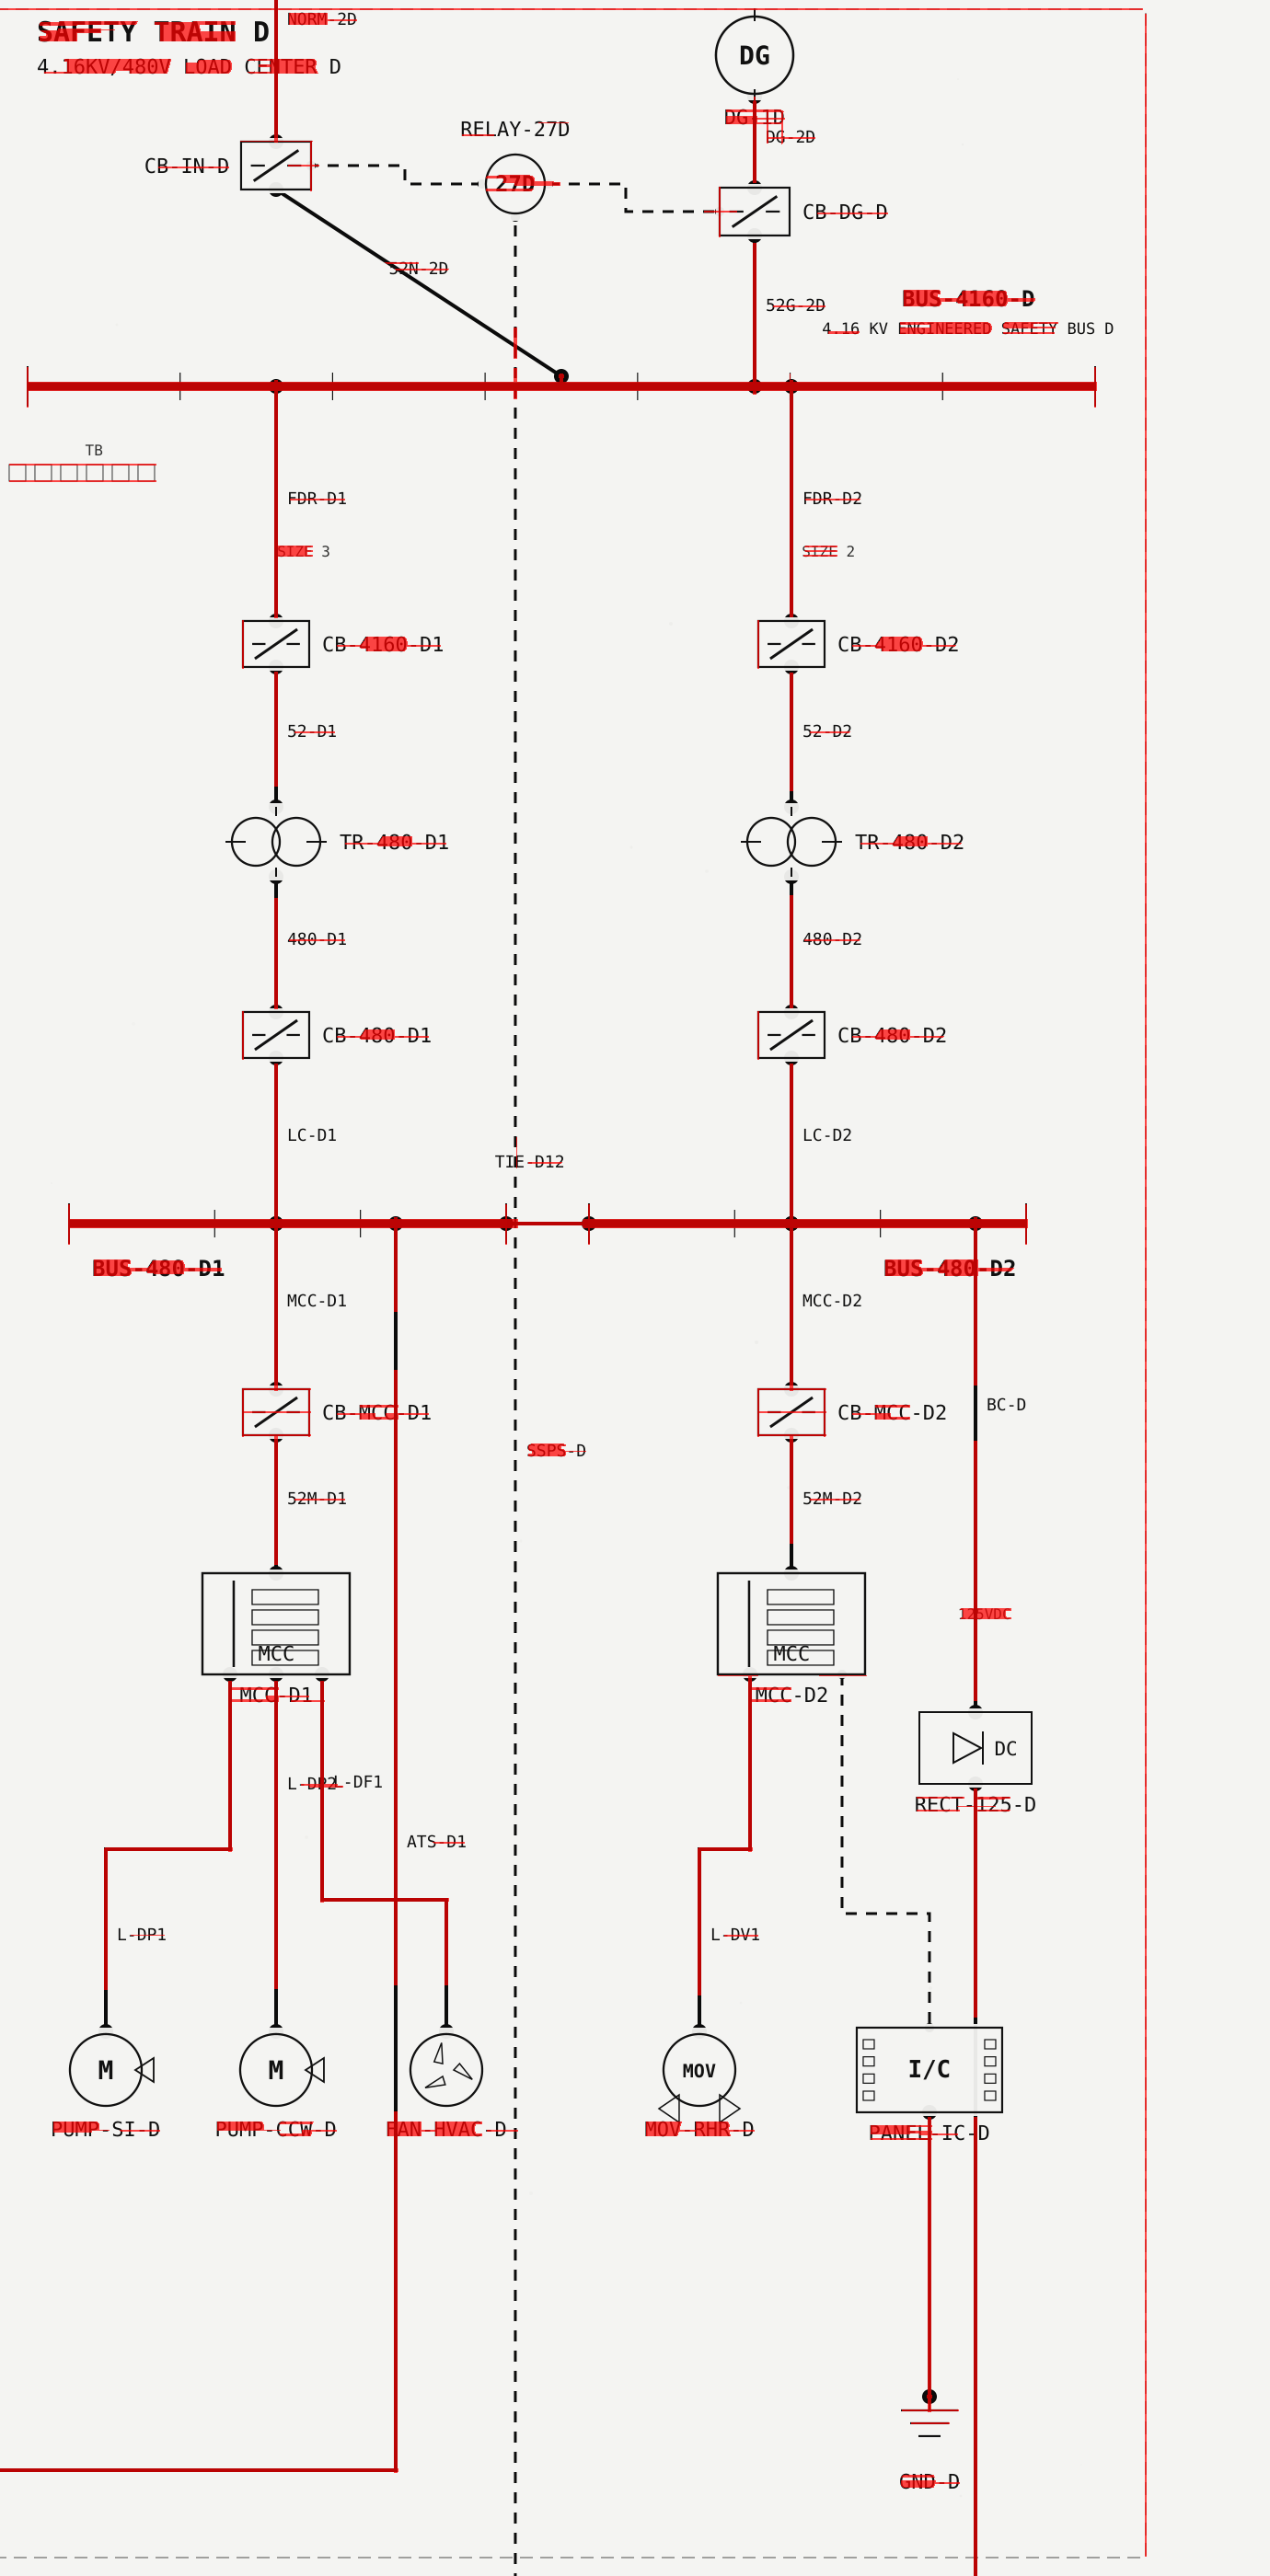 NORM-2D
SAFETY TRAIN D
4.16KV/480V LOAD CENTER D
DG
DG-1D
DG-2D
RELAY-27D
CB-IN-D
27D
CB-DG-D
52N-2D
52G-2D
BUS-4160-D
4.16 KV ENGINEERED SAFETY BUS D
TB
FDR-D1
FDR-D2
SIZE 3
SIZE 2
CB-4160-D1
CB-4160-D2
52-D1
52-D2
TR-480-D1
TR-480-D2
480-D1
480-D2
CB-480-D1
CB-480-D2
LC-D1
LC-D2
TIE-D12
BUS-480-D1
BUS-480-D2
MCC-D1
MCC-D2
CB-MCC-D1
CB-MCC-D2
BC-D
SSPS-D
52M-D1
52M-D2
125VDC
MCC
MCC
MCC-D1
MCC-D2
DC
RECT-125-D
L-DP2
L-DF1
ATS-D1
L-DP1
L-DV1
M
M
MOV
I/C
PUMP-SI-D
PUMP-CCW-D
FAN-HVAC-D
MOV-RHR-D
PANEL-IC-D
GND-D